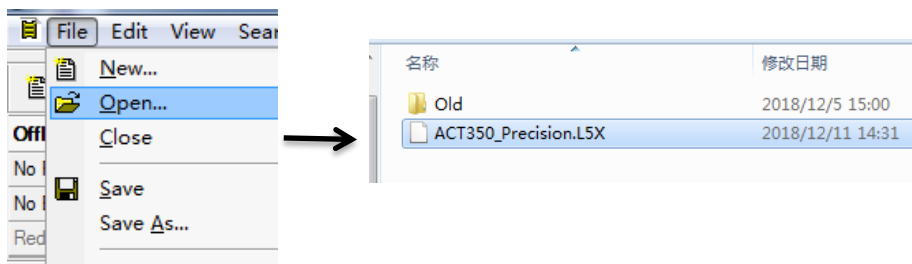 File Edit View Sear
New...
Open...
Close
Save
Save As...
Offl
No F
No E
Red
名称 修改日期
Old 2018/12/5 15:00
ACT350_Precision.L5X 2018/12/11 14:31